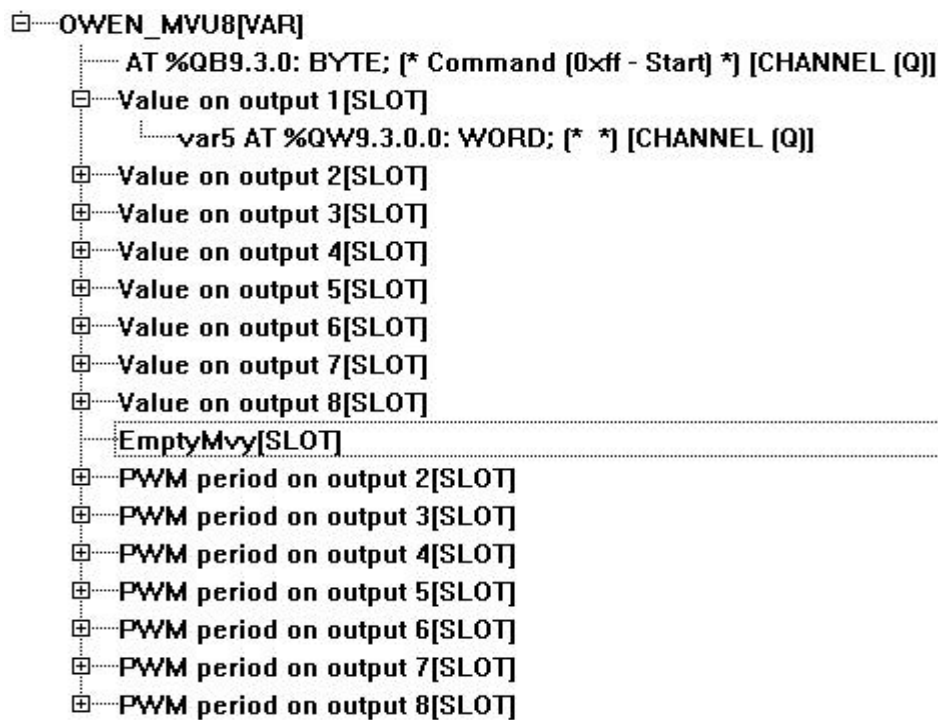 OWEN_MVU8[VAR]
AT %QB9.3.0: BYTE; (* Command (0xff - Start) *) [CHANNEL (Q)]
Value on output 1[SLOT]
var5 AT %QW9.3.0.0: WORD; (*  *) [CHANNEL (Q)]
Value on output 2[SLOT]
Value on output 3[SLOT]
Value on output 4[SLOT]
Value on output 5[SLOT]
Value on output 6[SLOT]
Value on output 7[SLOT]
Value on output 8[SLOT]
EmptyMvy[SLOT]
PWM period on output 2[SLOT]
PWM period on output 3[SLOT]
PWM period on output 4[SLOT]
PWM period on output 5[SLOT]
PWM period on output 6[SLOT]
PWM period on output 7[SLOT]
PWM period on output 8[SLOT]